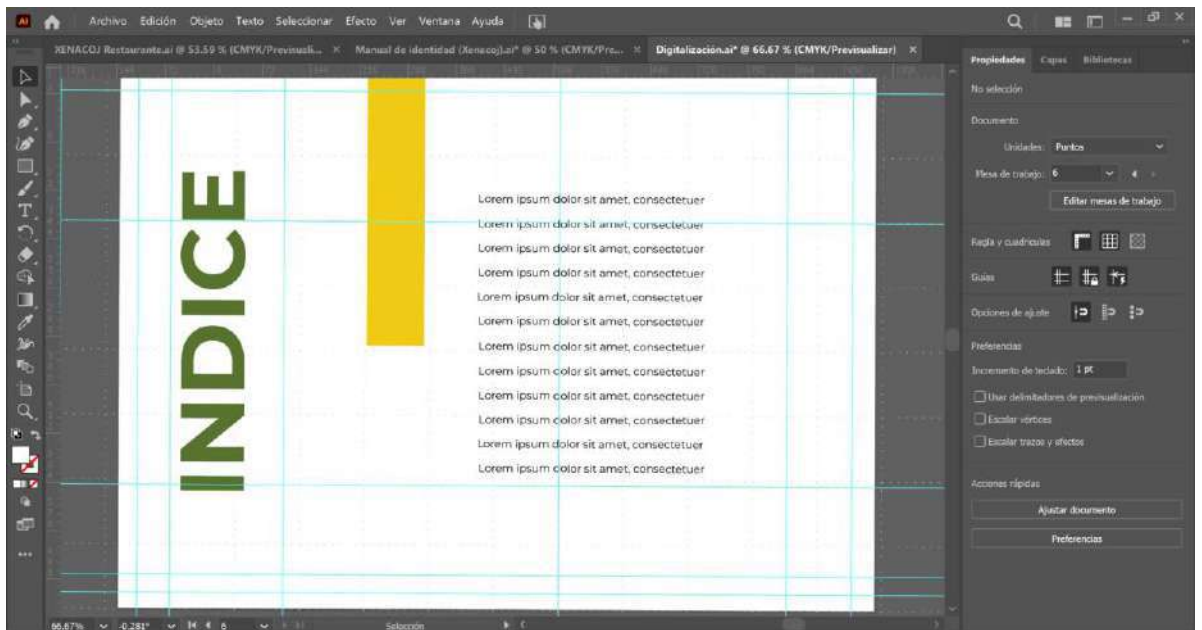 Ai Archivo Edición Objeto Texto Seleccionar Efecto Ver Ventana Ayuda
XENACOJ Restaurante.ai @ 53.59 % (CMYK/Previsuali... × Manual de identidad (Xenacoj).ai* @ 50 % (CMYK/Pre... × Digitalización.ai* @ 66.67 % (CMYK/Previsualizar) ×
INDICE
Lorem ipsum dolor sit amet, consectetuer
Lorem ipsum dolor sit amet, consectetuer
Lorem ipsum dolor sit amet, consectetuer
Lorem ipsum dolor sit amet, consectetuer
Lorem ipsum dolor sit amet, consectetuer
Lorem ipsum dolor sit amet, consectetuer
Lorem ipsum dolor sit amet, consectetuer
Lorem ipsum dolor sit amet, consectetuer
Lorem ipsum dolor sit amet, consectetuer
Lorem ipsum dolor sit amet, consectetuer
Lorem ipsum dolor sit amet, consectetuer
Lorem ipsum dolor sit amet, consectetuer
Propiedades Capas Bibliotecas
No selección
Documento
Unidades: Puntos
Mesa de trabajo: 6
Editar mesas de trabajo
Regla y cuadrículas
Guías
Opciones de ajuste
Preferencias
Incremento de teclado: 1 pt
Usar delimitadores de previsualización
Escalar vértices
Escalar trazos y efectos
Acciones rápidas
Ajustar documento
Preferencias
66.67% -0.281° 6 Selección